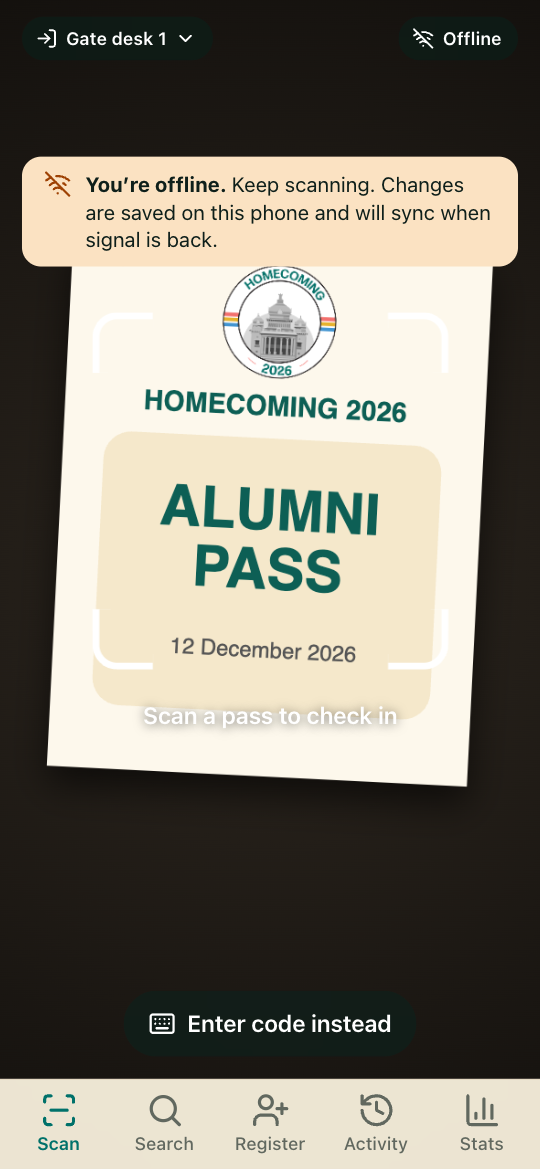 Gate desk 1
Offline
You’re offline. Keep scanning. Changes
are saved on this phone and will sync when
signal is back.
HOMECOMING
2026
HOMECOMING 2026
ALUMNI
PASS
12 December 2026
Scan a pass to check in
Enter code instead
Scan
Search
Register
Activity
Stats